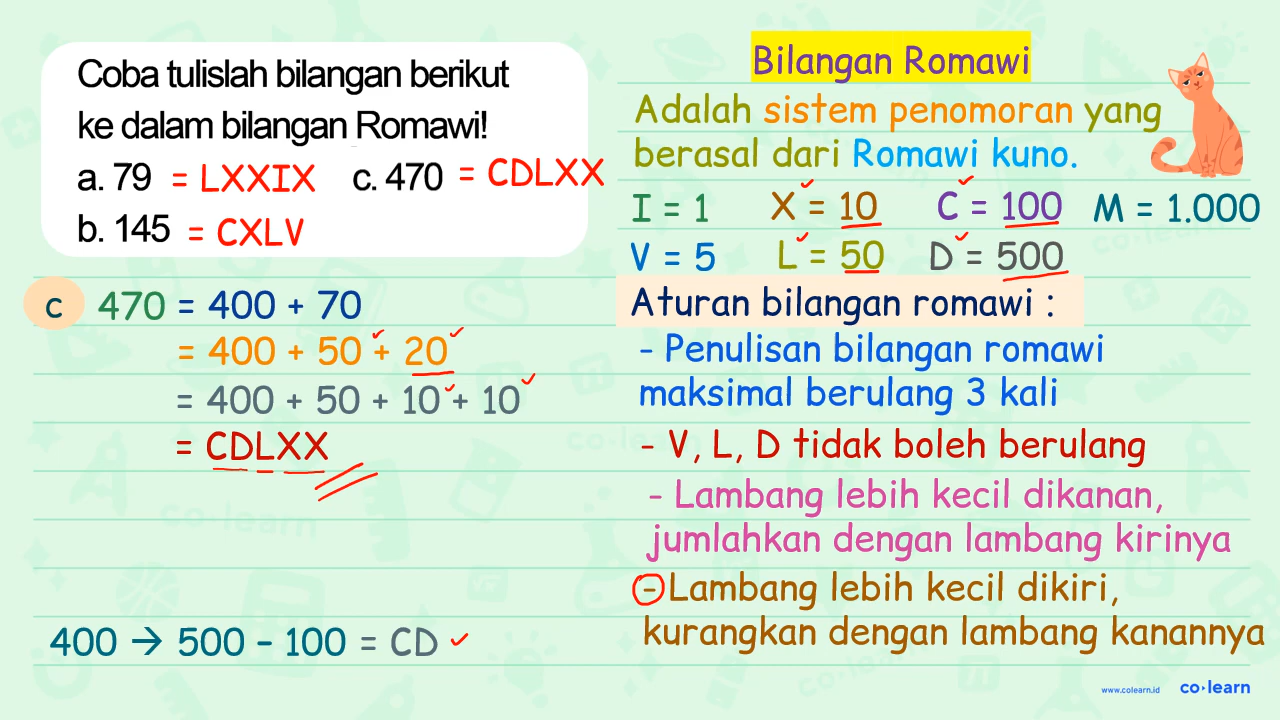 Coba tulislah bilangan berikut
ke dalam bilangan Romawi!
a. 79 = LXXIX c. 470 = CDLXX
b. 145 = CXLV
c 470 = 400 + 70
= 400 + 50 + 20
= 400 + 50 + 10 + 10
= CDLXX
400 → 500 - 100 = CD
Bilangan Romawi
Adalah sistem penomoran yang
berasal dari Romawi kuno.
I = 1 X = 10 C = 100 M = 1.000
V = 5 L = 50 D = 500
Aturan bilangan romawi :
- Penulisan bilangan romawi
maksimal berulang 3 kali
- V, L, D tidak boleh berulang
- Lambang lebih kecil dikanan,
jumlahkan dengan lambang kirinya
- Lambang lebih kecil dikiri,
kurangkan dengan lambang kanannya
www.colearn.id co·learn